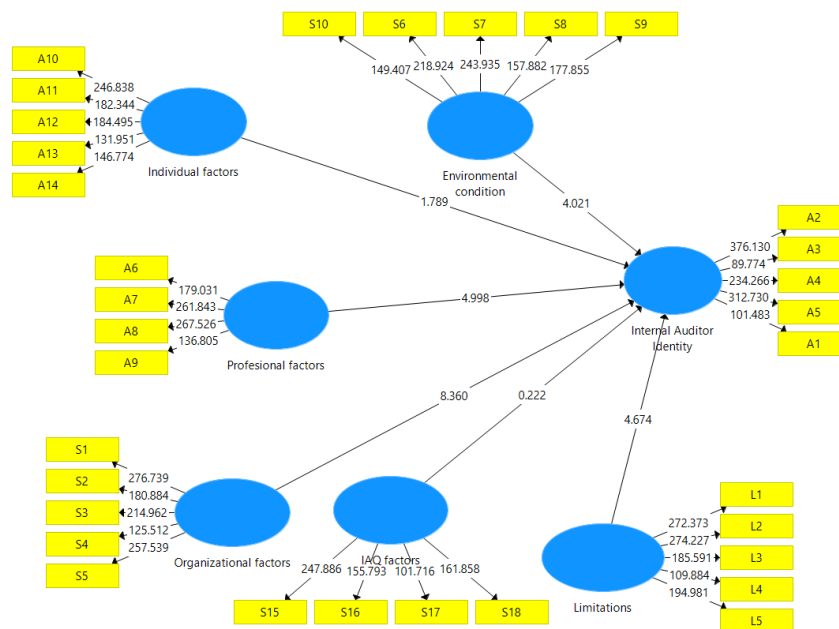 S10
S6
S7
S8
S9
149.407
218.924
243.935
157.882
177.855
Environmental
condition
A10
A11
A12
A13
A14
246.838
182.344
184.495
131.951
146.774
Individual factors
1.789
4.021
A2
A3
A4
A5
A1
376.130
89.774
234.266
312.730
101.483
Internal Auditor
Identity
A6
A7
A8
A9
179.031
261.843
267.526
136.805
Profesional factors
4.998
8.360
0.222
4.674
S1
S2
S3
S4
S5
276.739
180.884
214.962
125.512
257.539
Organizational factors
IAQ factors
247.886
155.793
101.716
161.858
S15
S16
S17
S18
L1
L2
L3
L4
L5
272.373
274.227
185.591
109.884
194.981
Limitations